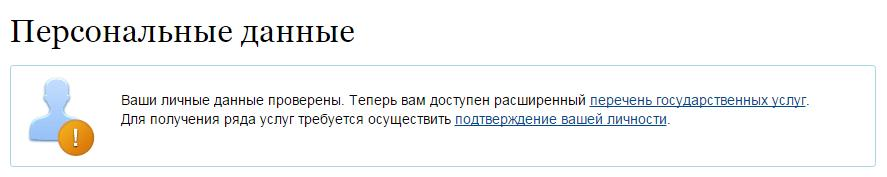 Персональные данные
Ваши личные данные проверены. Теперь вам доступен расширенный перечень государственных услуг.
Для получения ряда услуг требуется осуществить подтверждение вашей личности.